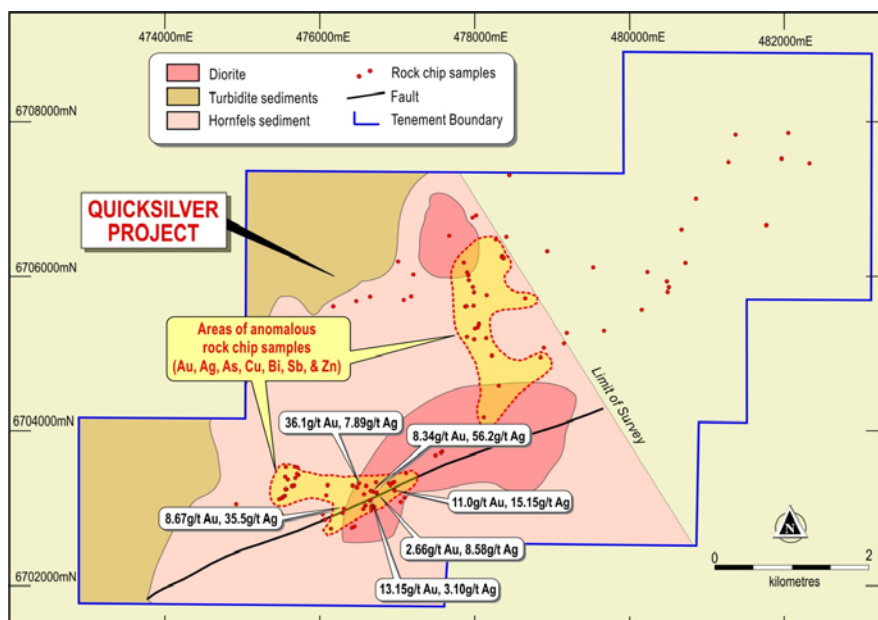 474000mE
476000mE
478000mE
480000mE
482000mE
Diorite
Turbidite sediments
Hornfels sediment
Rock chip samples
Fault
Tenement Boundary
6708000mN
QUICKSILVER
PROJECT
6706000mN
Areas of anomalous
rock chip samples
(Au, Ag, As, Cu, Bi, Sb, & Zn)
Limit of Survey
6704000mN
36.1g/t Au, 7.89g/t Ag
8.34g/t Au, 56.2g/t Ag
11.0g/t Au, 15.15g/t Ag
8.67g/t Au, 35.5g/t Ag
2.66g/t Au, 8.58g/t Ag
13.15g/t Au, 3.10g/t Ag
N
0
2
kilometres
6702000mN